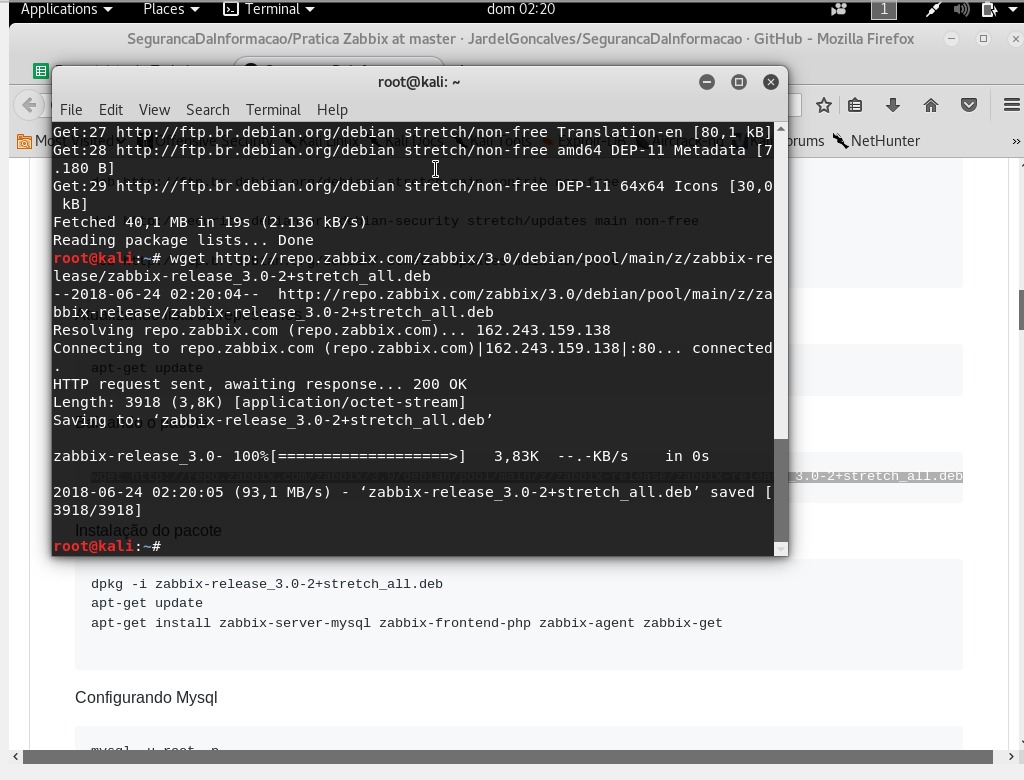 Applications Places Terminal dom 02:20 1
SegurancaDaInformacao/Pratica Zabbix at master · JardelGoncalves/SegurancaDaInformacao · GitHub - Mozilla Firefox
root@kali: ~
File Edit View Search Terminal Help
NetHunter
Get:27 http://ftp.br.debian.org/debian stretch/non-free Translation-en [80,1 kB]
Get:28 http://ftp.br.debian.org/debian stretch/non-free amd64 DEP-11 Metadata [7
.180 B]
Get:29 http://ftp.br.debian.org/debian stretch/non-free DEP-11 64x64 Icons [30,0
kB]
Fetched 40,1 MB in 19s (2.136 kB/s)
Reading package lists... Done
root@kali:~# wget http://repo.zabbix.com/zabbix/3.0/debian/pool/main/z/zabbix-re
lease/zabbix-release_3.0-2+stretch_all.deb
--2018-06-24 02:20:04-- http://repo.zabbix.com/zabbix/3.0/debian/pool/main/z/za
bbix-release/zabbix-release_3.0-2+stretch_all.deb
Resolving repo.zabbix.com (repo.zabbix.com)... 162.243.159.138
Connecting to repo.zabbix.com (repo.zabbix.com)|162.243.159.138|:80... connected
.
apt-get update
HTTP request sent, awaiting response... 200 OK
Length: 3918 (3,8K) [application/octet-stream]
Saving to: ‘zabbix-release_3.0-2+stretch_all.deb’
zabbix-release_3.0- 100%[===================>] 3,83K --.-KB/s in 0s
3.0-2+stretch_all.deb
2018-06-24 02:20:05 (93,1 MB/s) - ‘zabbix-release_3.0-2+stretch_all.deb’ saved [
3918/3918]
Instalação do pacote
root@kali:~#
dpkg -i zabbix-release_3.0-2+stretch_all.deb
apt-get update
apt-get install zabbix-server-mysql zabbix-frontend-php zabbix-agent zabbix-get
Configurando Mysql